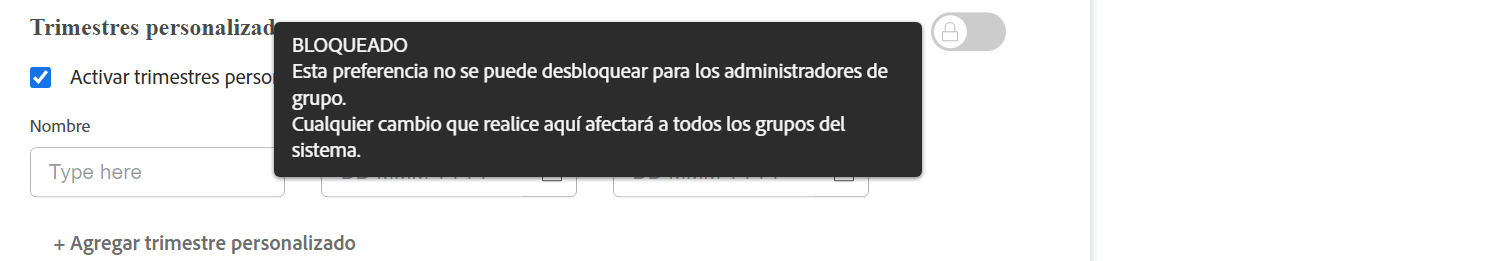 Trimestres personalizad
BLOQUEADO
Esta preferencia no se puede desbloquear para los administradores de
grupo.
Cualquier cambio que realice aquí afectará a todos los grupos del
sistema.
Activar trimestres perso
Nombre
Type here
+ Agregar trimestre personalizado